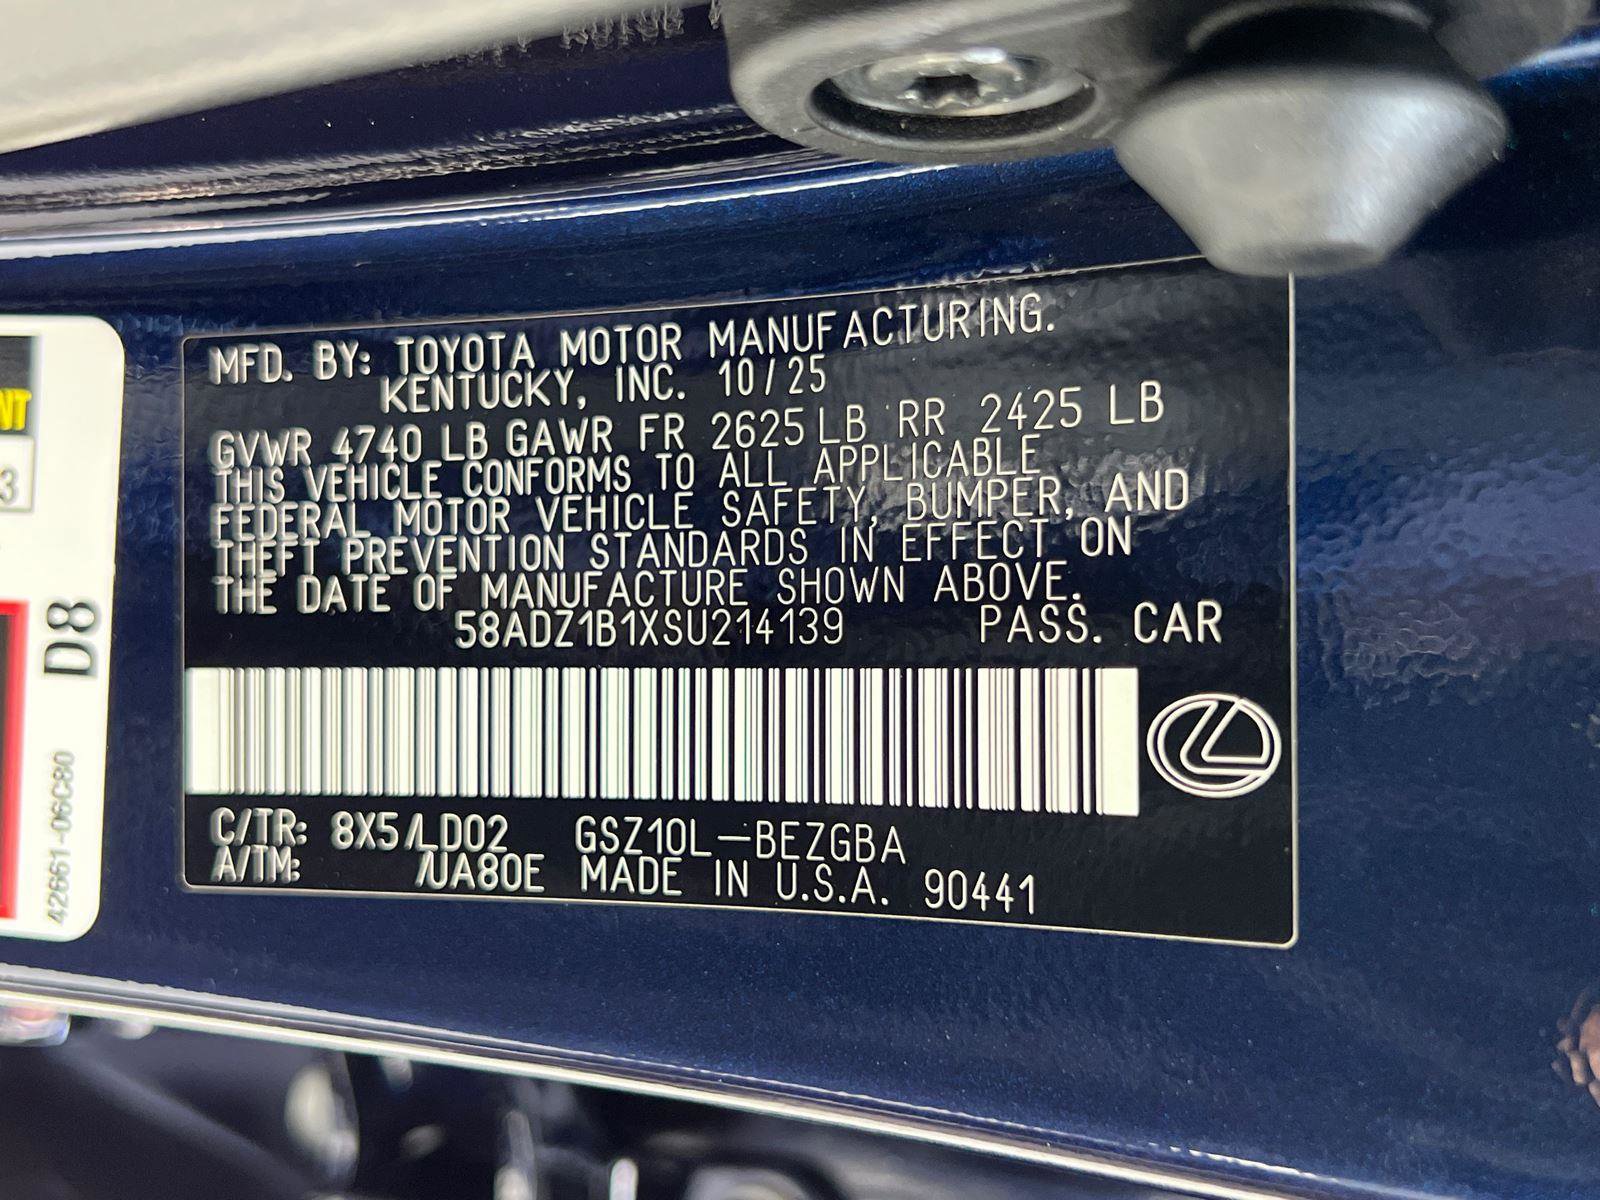 MFD. BY: TOYOTA MOTOR MANUFACTURING.
KENTUCKY, INC. 10/25
GVWR 4740 LB GAWR FR 2625 LB RR 2425 LB
THIS VEHICLE CONFORMS TO ALL APPLICABLE
FEDERAL MOTOR VEHICLE SAFETY, BUMPER, AND
THEFT PREVENTION STANDARDS IN EFFECT ON
THE DATE OF MANUFACTURE SHOWN ABOVE.
58ADZ1B1XSU214139 PASS. CAR
C/TR: 8X5/LD02 GSZ10L-BEZGBA
A/TM: /UA80E MADE IN U.S.A. 90441
NT
3
D8
42661-06C80